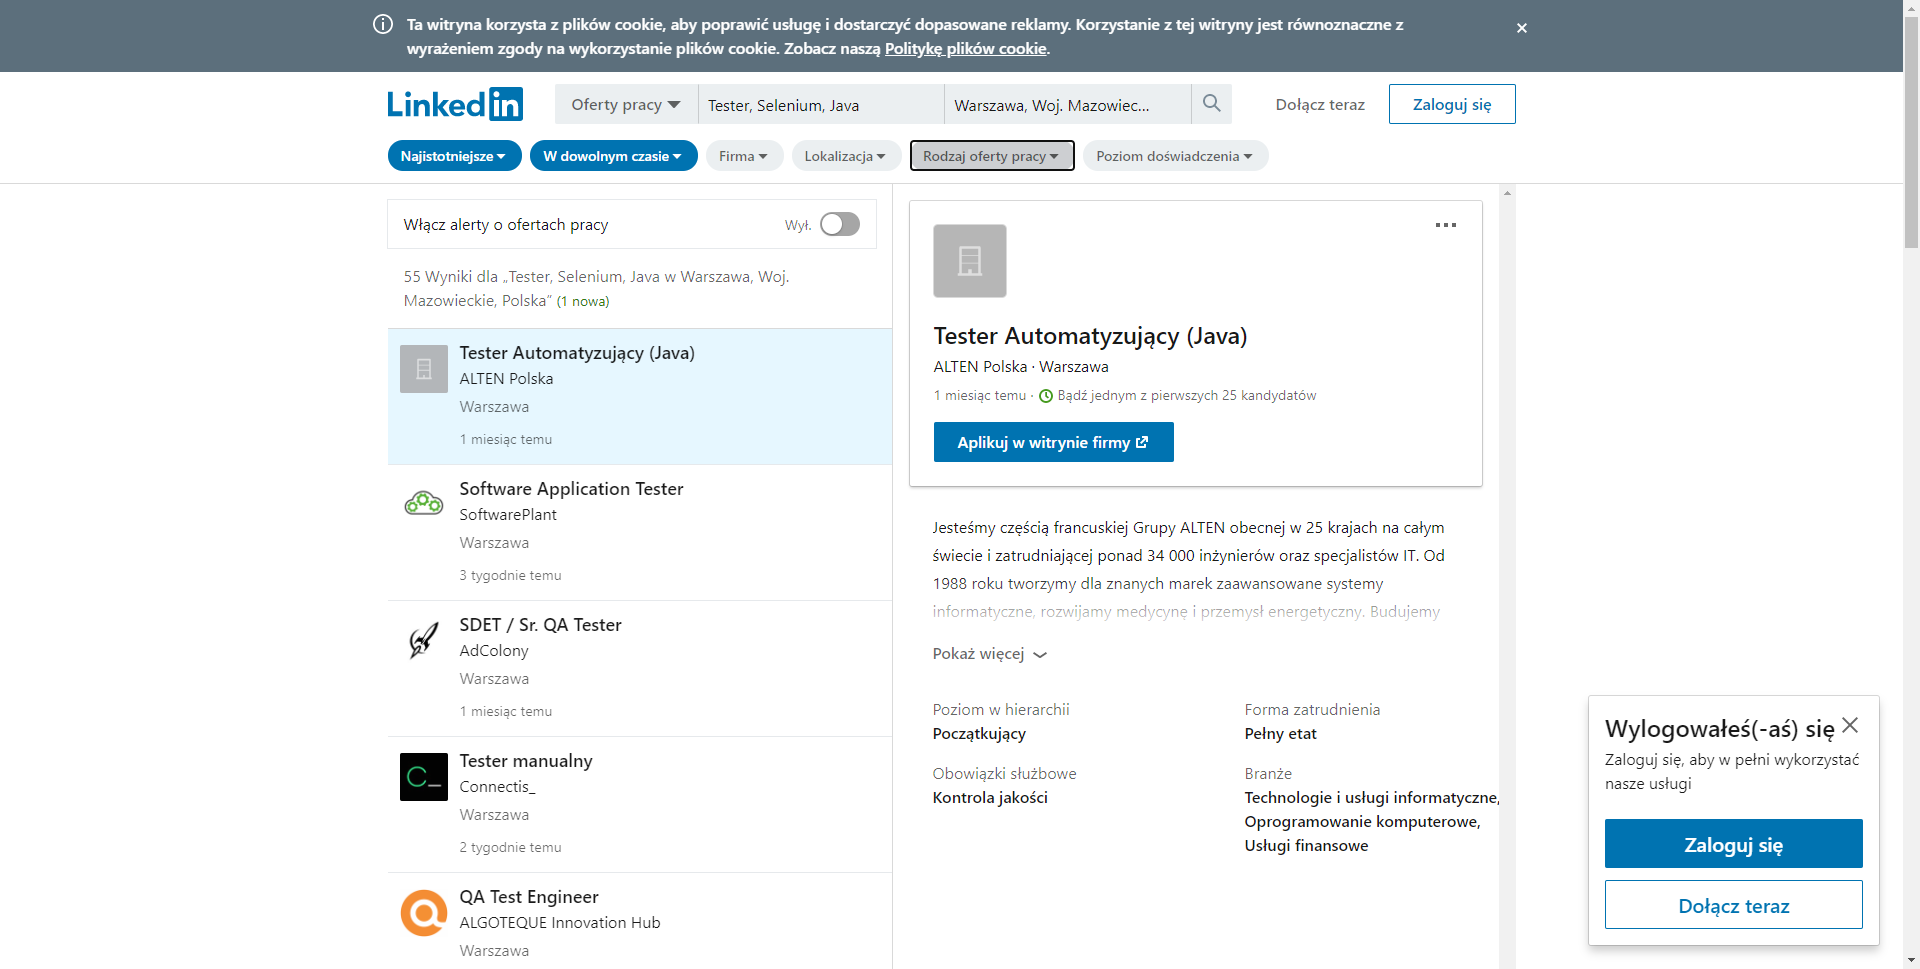 Ta witryna korzysta z plików cookie, aby poprawić usługę i dostarczyć dopasowane reklamy. Korzystanie z tej witryny jest równoznaczne z
wyrażeniem zgody na wykorzystanie plików cookie. Zobacz naszą Politykę plików cookie.
Linkedin
Oferty pracy
Tester, Selenium, Java
Warszawa, Woj. Mazowiec...
Dołącz teraz
Zaloguj się
Najistotniejsze
W dowolnym czasie
Firma
Lokalizacja
Rodzaj oferty pracy
Poziom doświadczenia
Włącz alerty o ofertach pracy
Wył.
55 Wyniki dla „Tester, Selenium, Java w Warszawa, Woj.
Mazowieckie, Polska” (1 nowa)
Tester Automatyzujący (Java)
ALTEN Polska
Warszawa
1 miesiąc temu
Software Application Tester
SoftwarePlant
Warszawa
3 tygodnie temu
SDET / Sr. QA Tester
AdColony
Warszawa
1 miesiąc temu
C_
Tester manualny
Connectis_
Warszawa
2 tygodnie temu
QA Test Engineer
ALGOTEQUE Innovation Hub
Warszawa
Tester Automatyzujący (Java)
ALTEN Polska · Warszawa
1 miesiąc temu · Bądź jednym z pierwszych 25 kandydatów
Aplikuj w witrynie firmy
Jesteśmy częścią francuskiej Grupy ALTEN obecnej w 25 krajach na całym
świecie i zatrudniającej ponad 34 000 inżynierów oraz specjalistów IT. Od
1988 roku tworzymy dla znanych marek zaawansowane systemy
informatyczne, rozwijamy medycynę i przemysł energetyczny. Budujemy
Pokaż więcej
Poziom w hierarchii
Początkujący
Forma zatrudnienia
Pełny etat
Obowiązki służbowe
Kontrola jakości
Branże
Technologie i usługi informatyczne,
Oprogramowanie komputerowe,
Usługi finansowe
Wylogowałeś(-aś) się
Zaloguj się, aby w pełni wykorzystać
nasze usługi
Zaloguj się
Dołącz teraz